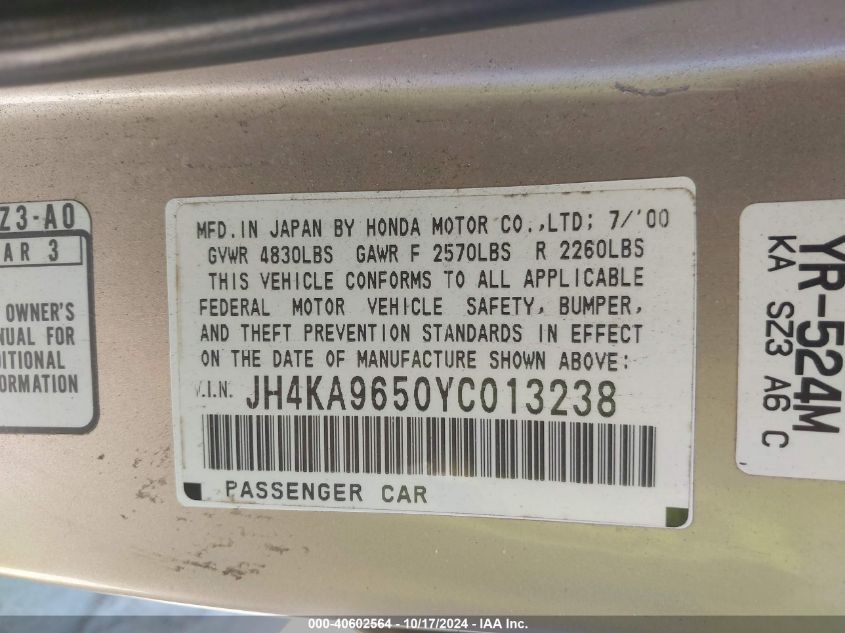 Z3-A0
AR 3
OWNER'S
NUAL FOR
DITIONAL
FORMATION
MFD. IN JAPAN BY HONDA MOTOR CO.,LTD; 7/'00
GVWR 4830LBS GAWR F 2570LBS R 2260LBS
THIS VEHICLE CONFORMS TO ALL APPLICABLE
FEDERAL MOTOR VEHICLE SAFETY, BUMPER,
AND THEFT PREVENTION STANDARDS IN EFFECT
ON THE DATE OF MANUFACTURE SHOWN ABOVE:
V.I.N. JH4KA9650YC013238
PASSENGER CAR
YR-524M
KA SZ3 A6 C
000-40602564 - 10/17/2024 - IAA Inc.